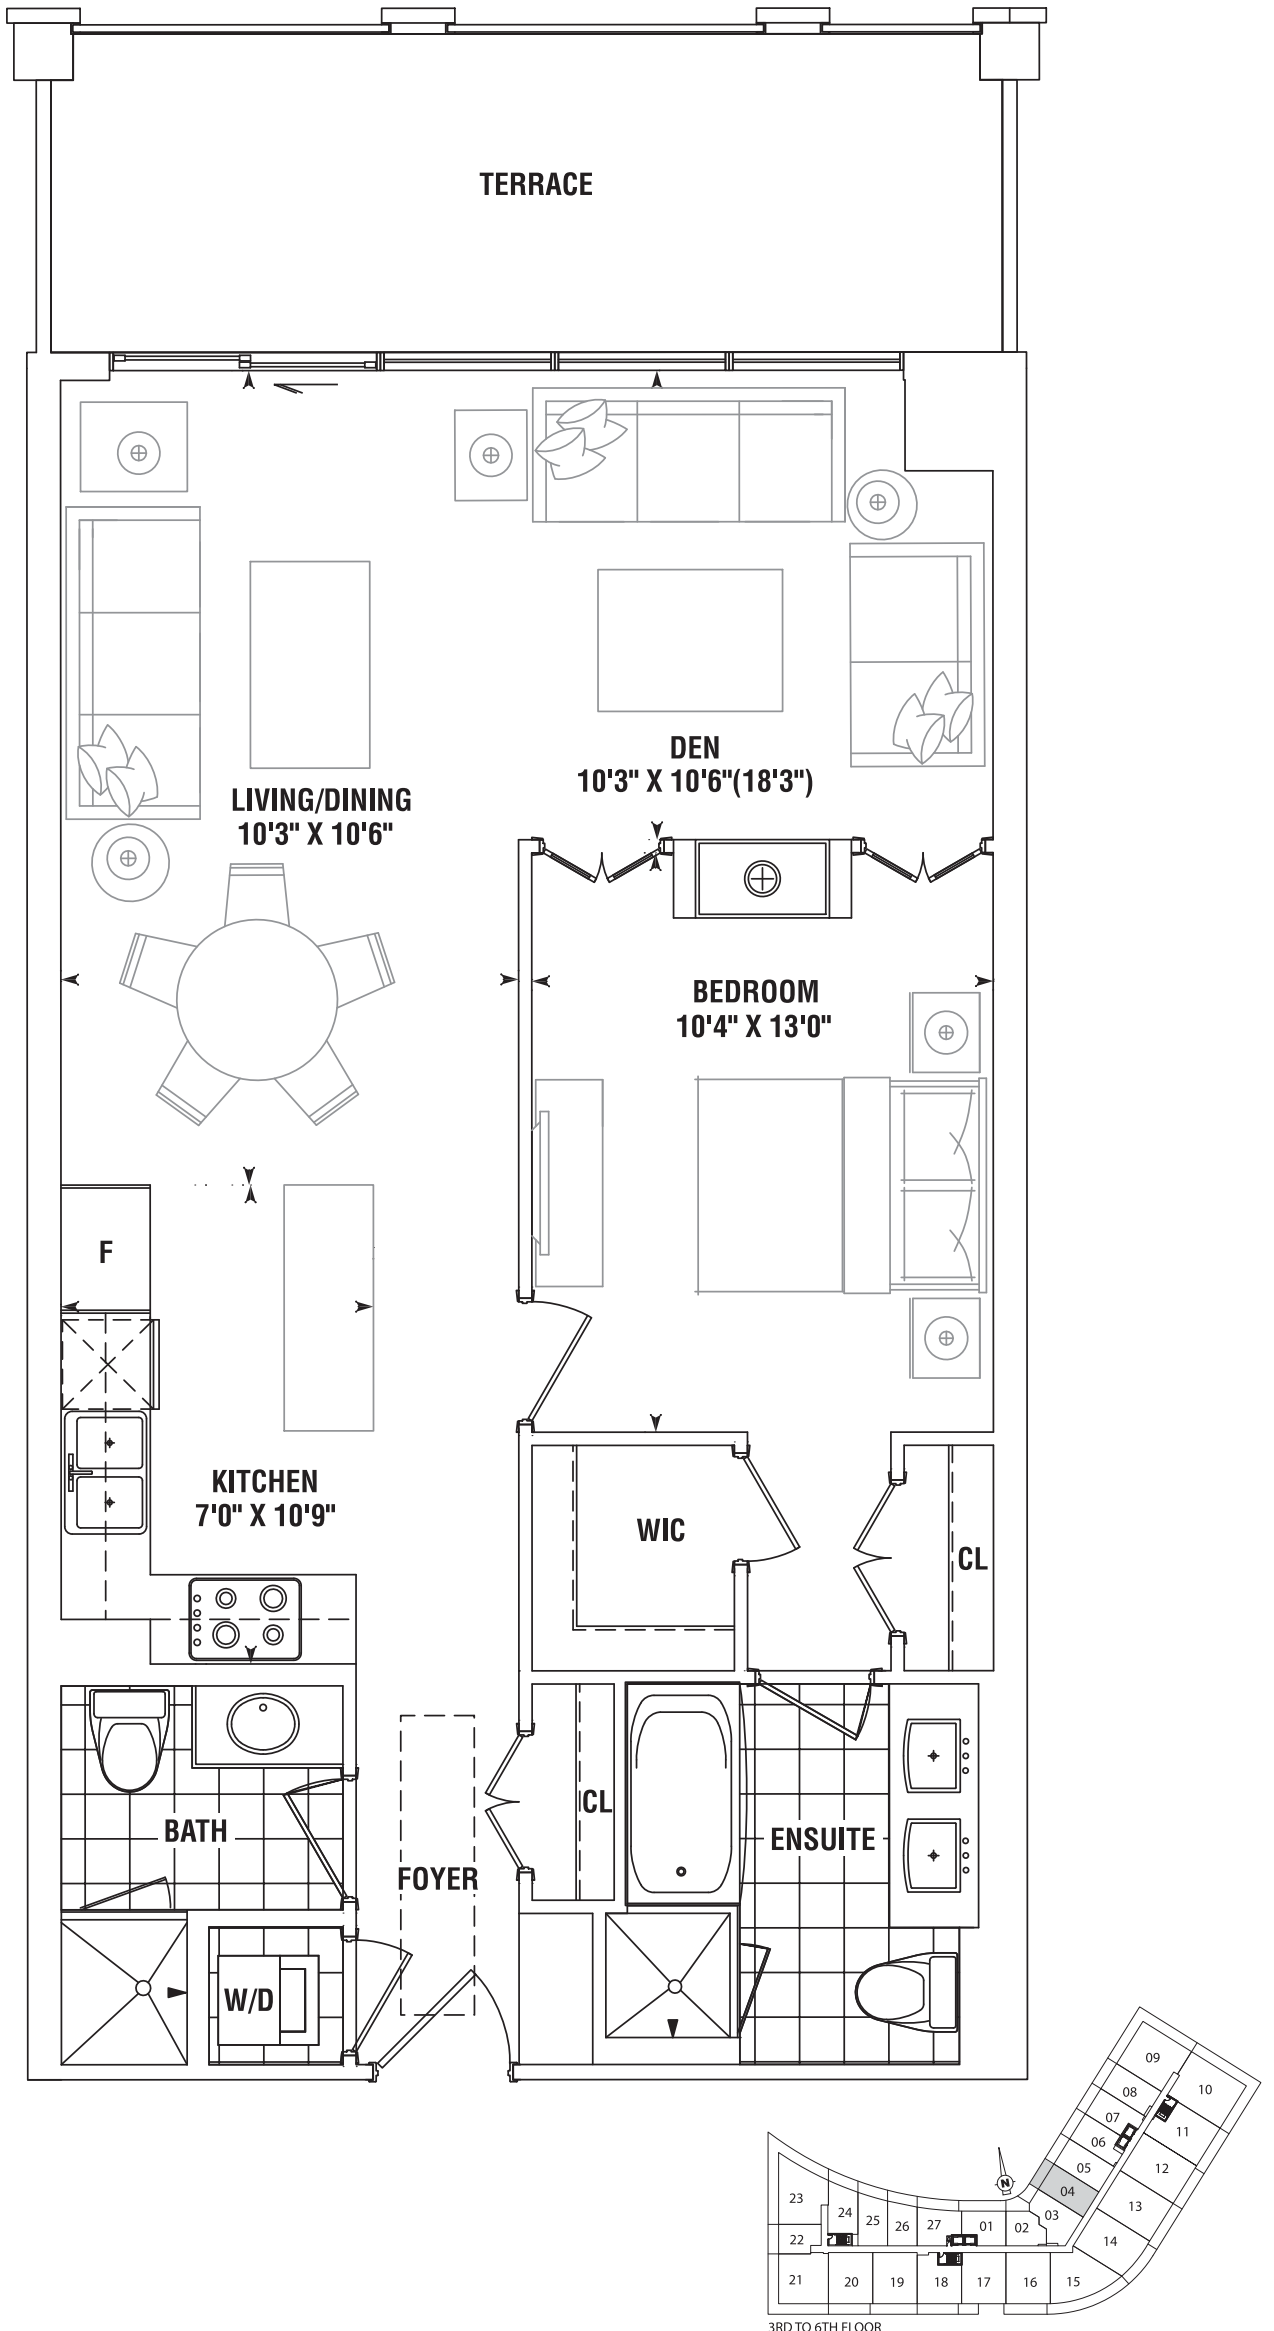 TERRACE
DEN
10'3" X 10'6"(18'3")
LIVING/DINING
10'3" X 10'6"
BEDROOM
10'4" X 13'0"
F
KITCHEN
7'0" X 10'9"
WIC
CL
BATH
CL
ENSUITE
FOYER
W/D
09
10
08
07
11
06
05
12
04
13
03
14
N
23
24
25
26
27
01
02
22
21
20
19
18
17
16
15
3RD TO 6TH FLOOR